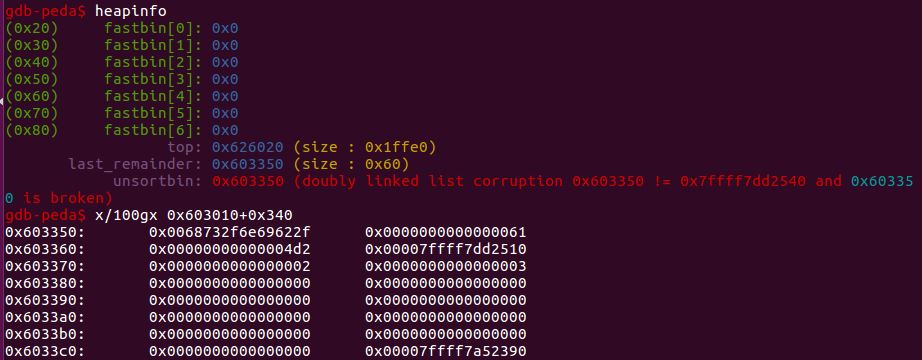 gdb-peda$ heapinfo
(0x20)     fastbin[0]: 0x0
(0x30)     fastbin[1]: 0x0
(0x40)     fastbin[2]: 0x0
(0x50)     fastbin[3]: 0x0
(0x60)     fastbin[4]: 0x0
(0x70)     fastbin[5]: 0x0
(0x80)     fastbin[6]: 0x0
top: 0x626020 (size : 0x1ffe0)
last_remainder: 0x603350 (size : 0x60)
unsortbin: 0x603350 (doubly linked list corruption 0x603350 != 0x7ffff7dd2540 and 0x60335
0 is broken)
gdb-peda$ x/100gx 0x603010+0x340
0x603350:	0x0068732f6e69622f	0x0000000000000061
0x603360:	0x00000000000004d2	0x00007ffff7dd2510
0x603370:	0x0000000000000002	0x0000000000000003
0x603380:	0x0000000000000000	0x0000000000000000
0x603390:	0x0000000000000000	0x0000000000000000
0x6033a0:	0x0000000000000000	0x0000000000000000
0x6033b0:	0x0000000000000000	0x0000000000000000
0x6033c0:	0x0000000000000000	0x00007ffff7a52390